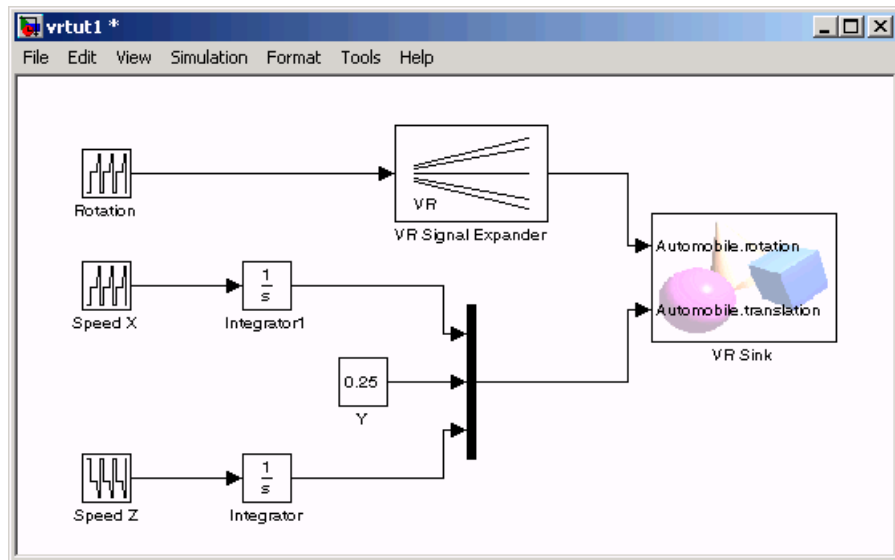 vrtut1 *
File Edit View Simulation Format Tools Help
Rotation
VR
VR Signal Expander
Automobile.rotation
Automobile.translation
VR Sink
Speed X
1
s
Integrator1
0.25
Y
Speed Z
1
s
Integrator